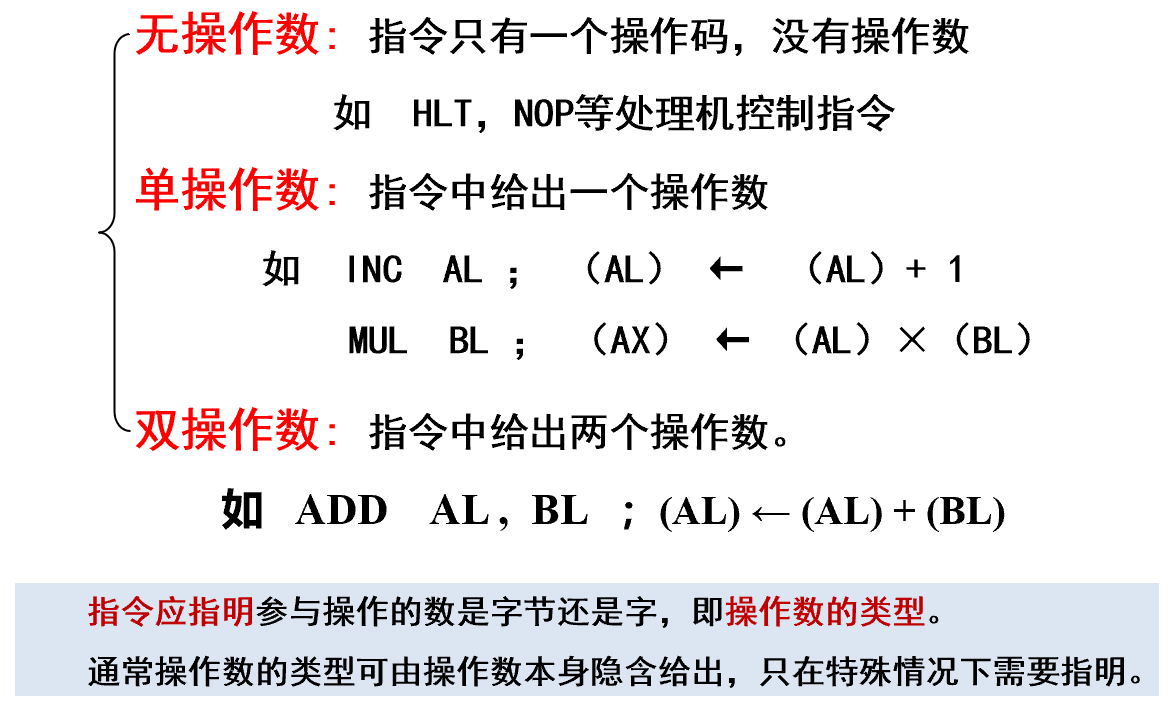 无操作数： 指令只有一个操作码，没有操作数
如 HLT，NOP等处理机控制指令
单操作数： 指令中给出一个操作数
如 INC AL ； （AL） ← （AL）+ 1
MUL BL ； （AX） ← （AL）×（BL）
双操作数： 指令中给出两个操作数。
如 ADD AL , BL ；(AL) ← (AL) + (BL)
指令应指明参与操作的数是字节还是字，即操作数的类型。
通常操作数的类型可由操作数本身隐含给出，只在特殊情况下需要指明。